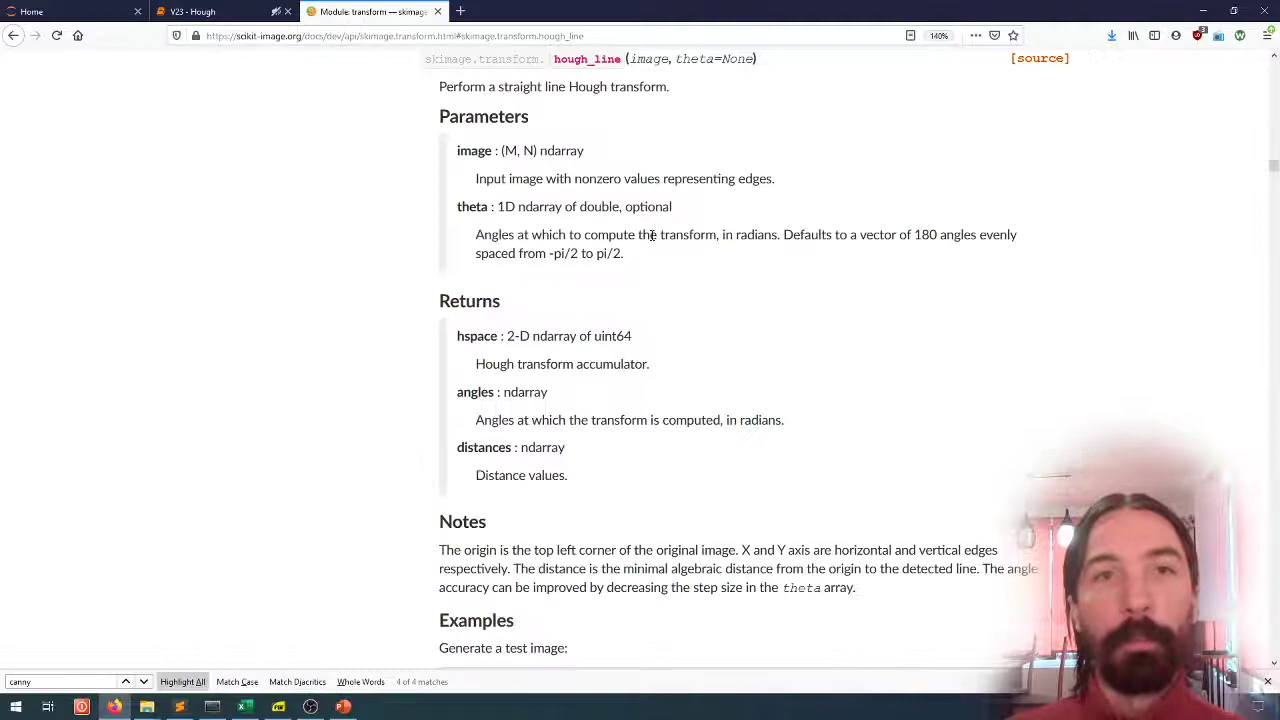 Home
V23 - Hough
Module: transform — skimage.
https://scikit-image.org/docs/dev/api/skimage.transform.html#skimage.transform.hough_line
140%
skimage.transform. hough_line (image, theta=None)
[source]
Perform a straight line Hough transform.
Parameters
image : (M, N) ndarray
Input image with nonzero values representing edges.
theta : 1D ndarray of double, optional
Angles at which to compute the transform, in radians. Defaults to a vector of 180 angles evenly
spaced from -pi/2 to pi/2.
Returns
hspace : 2-D ndarray of uint64
Hough transform accumulator.
angles : ndarray
Angles at which the transform is computed, in radians.
distances : ndarray
Distance values.
Notes
The origin is the top left corner of the original image. X and Y axis are horizontal and vertical edges
respectively. The distance is the minimal algebraic distance from the origin to the detected line. The angle
accuracy can be improved by decreasing the step size in the theta array.
Examples
Generate a test image:
canny
Highlight All
Match Case
Match Diacritics
Whole Words
4 of 4 matches